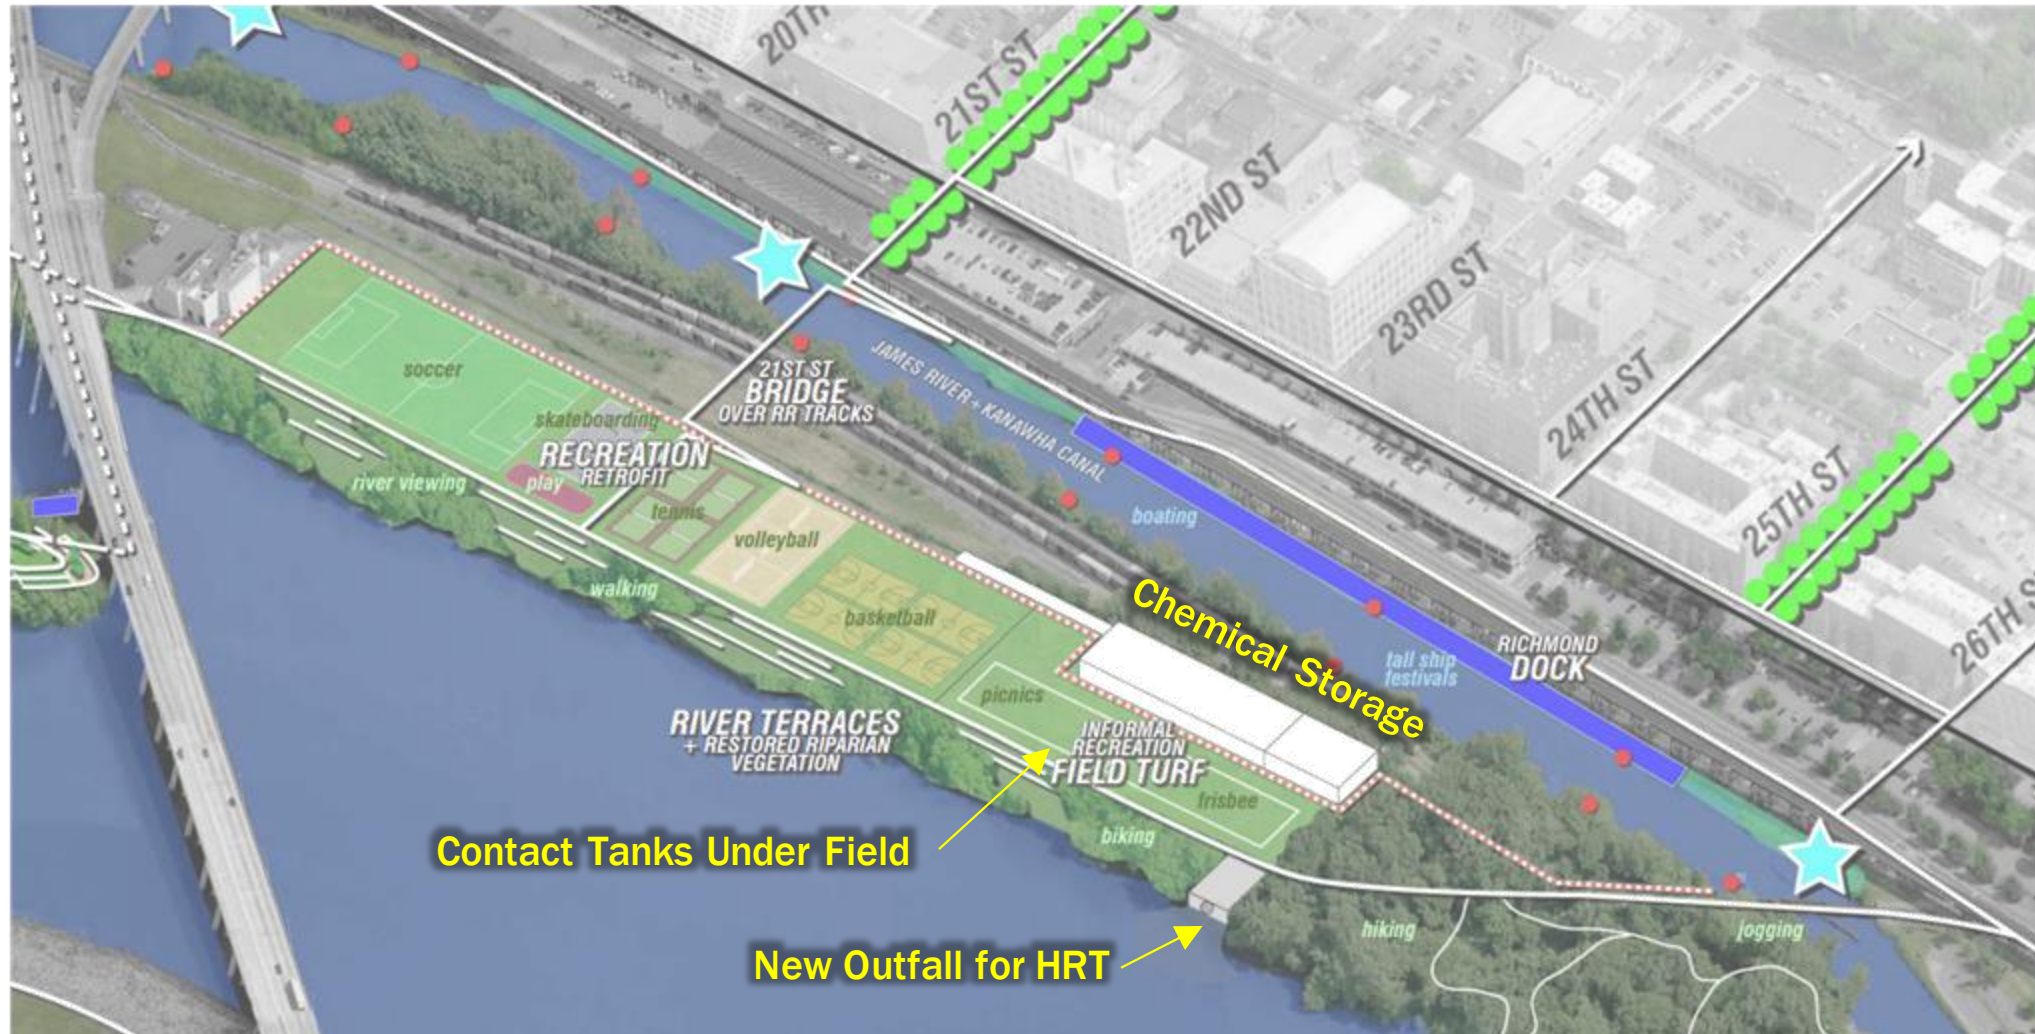 20TH
21ST ST
22ND ST
23RD ST
24TH ST
25TH ST
26TH S
soccer
skateboarding
RECREATION
RETROFIT
play
river viewing
tennis
volleyball
walking
basketball
21ST ST
BRIDGE
OVER RR TRACKS
JAMES RIVER + KANAWHA CANAL
boating
Chemical Storage
tall ship
festivals
RICHMOND
DOCK
picnics
RIVER TERRACES
+ RESTORED RIPARIAN
VEGETATION
INFORMAL
RECREATION
FIELD TURF
frisbee
biking
Contact Tanks Under Field
New Outfall for HRT
hiking
jogging